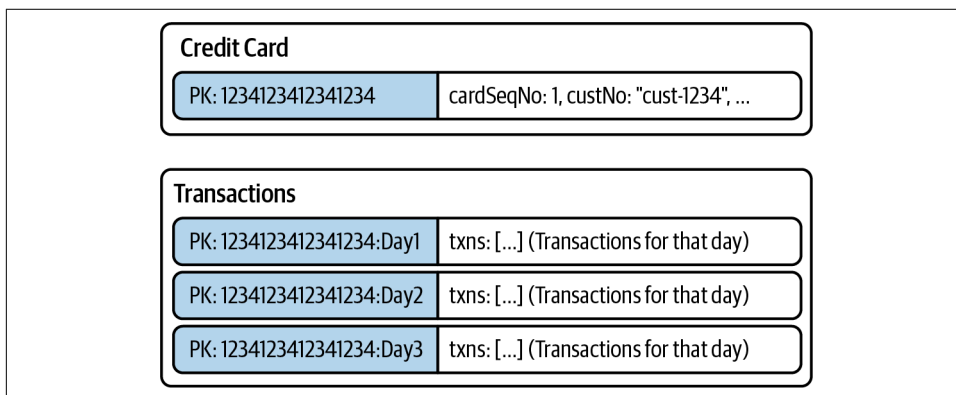 Credit Card
PK: 1234123412341234 cardSeqNo: 1, custNo: "cust-1234", ...
Transactions
PK: 1234123412341234:Day1 txns: [...] (Transactions for that day)
PK: 1234123412341234:Day2 txns: [...] (Transactions for that day)
PK: 1234123412341234:Day3 txns: [...] (Transactions for that day)